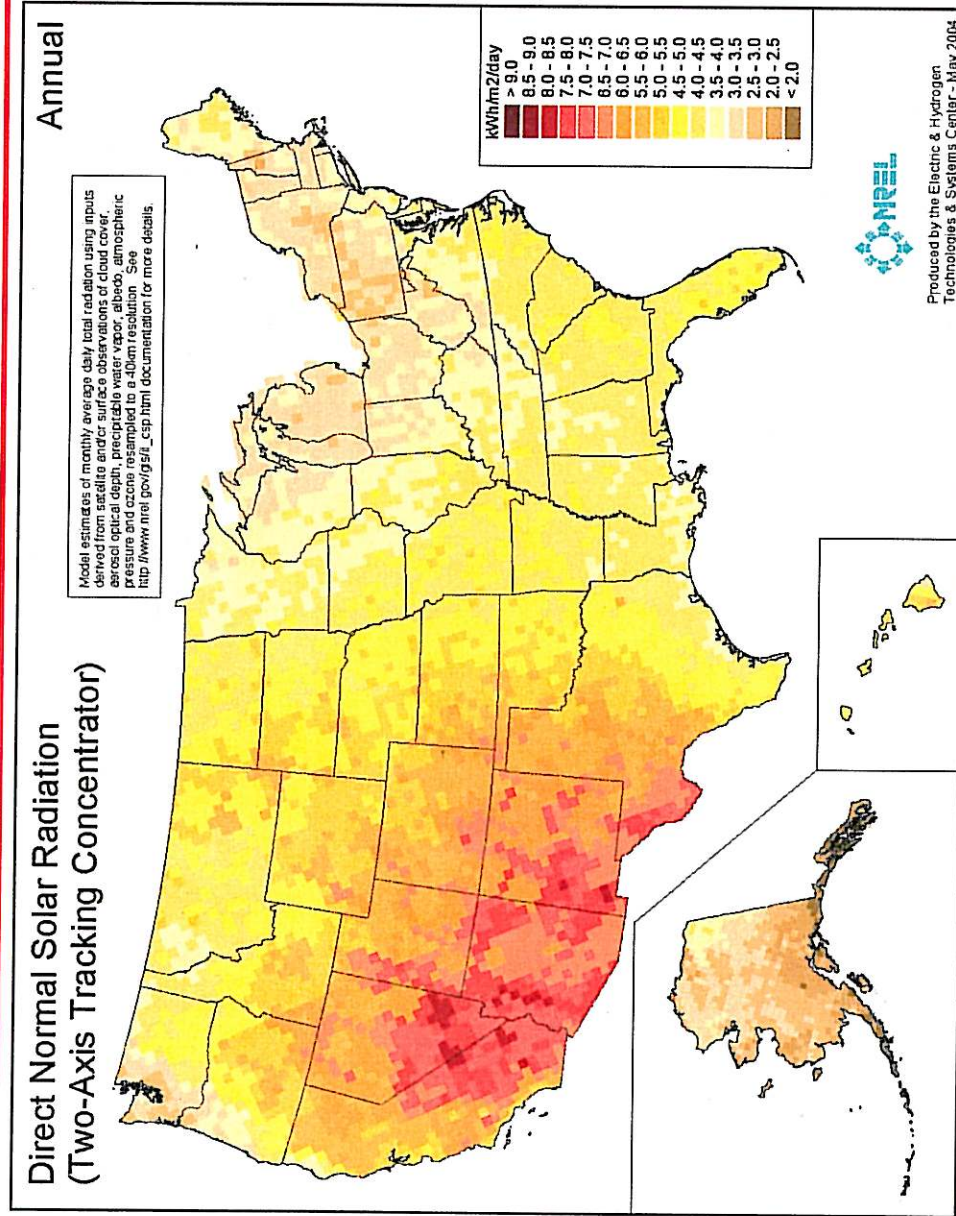 Direct Normal Solar Radiation
(Two-Axis Tracking Concentrator)
Annual
Model estimates of monthly average daily total radiation using inputs
derived from satellite and/or surface observations of cloud cover,
aerosol optical depth, precipitable water vapor, albedo, atmospheric
pressure and ozone resampled to a 40km resolution. See
http://www.nrel.gov/gis/il_csp.html documentation for more details.
kWh/m2/day
> 9.0
8.5 - 9.0
8.0 - 8.5
7.5 - 8.0
7.0 - 7.5
6.5 - 7.0
6.0 - 6.5
5.5 - 6.0
5.0 - 5.5
4.5 - 5.0
4.0 - 4.5
3.5 - 4.0
3.0 - 3.5
2.5 - 3.0
2.0 - 2.5
< 2.0
NREL
Produced by the Electric & Hydrogen
Technologies & Systems Center - May 2004